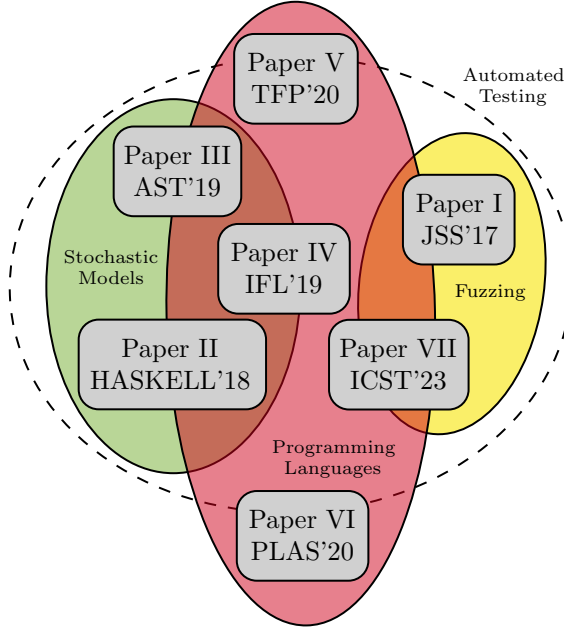 Paper V
TFP'20
Automated
Testing
Paper III
AST'19
Paper I
JSS'17
Stochastic
Models
Paper IV
IFL'19
Fuzzing
Paper II
HASKELL'18
Paper VII
ICST'23
Programming
Languages
Paper VI
PLAS'20